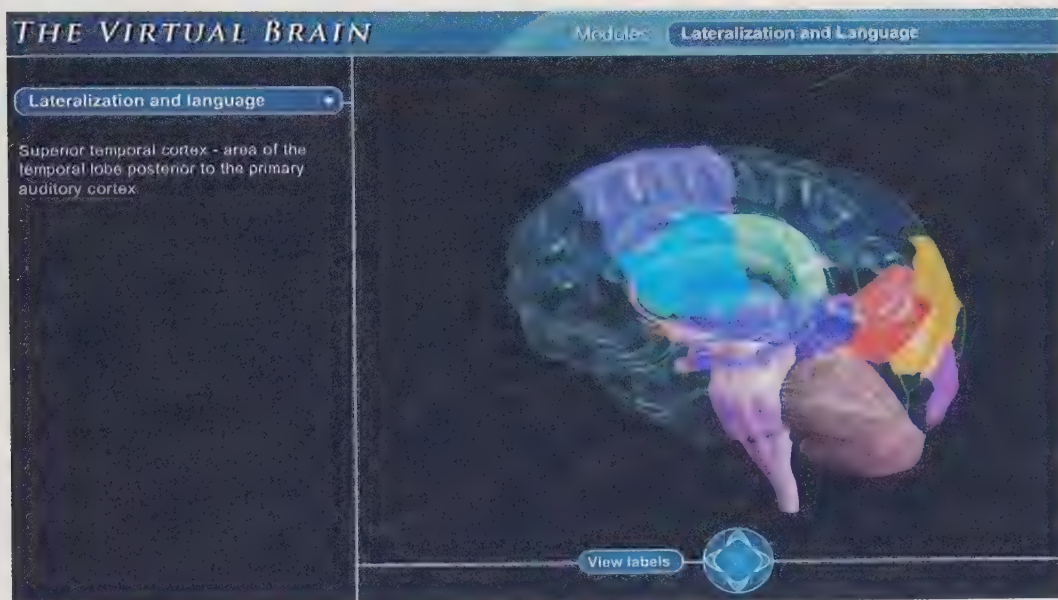 THE VIRTUAL BRAIN
Module: Lateralization and Language
Lateralization and language
Superior temporal cortex - area of the
temporal lobe posterior to the primary
auditory cortex
View labels